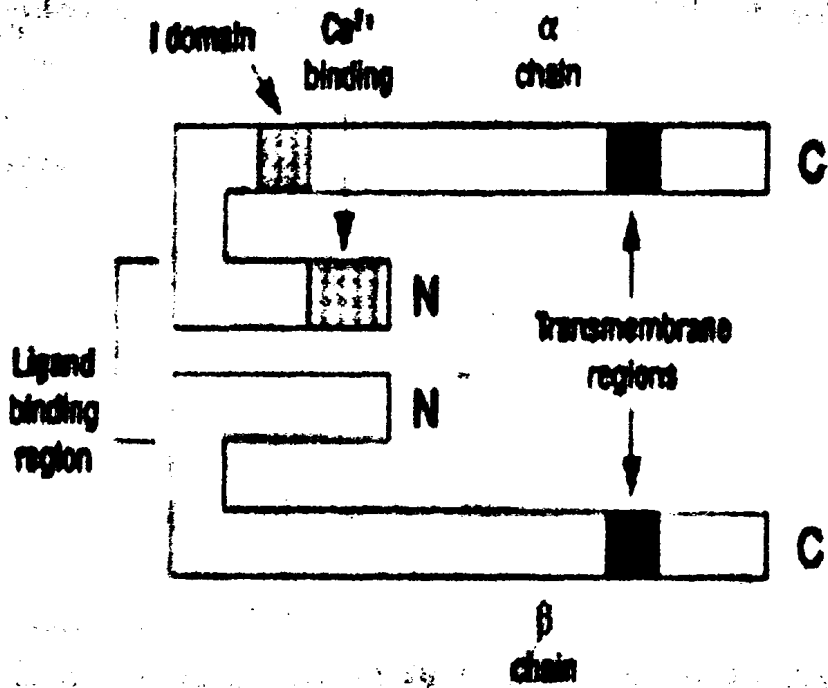 I domain
Ca²⁺
binding
α
chain
C
N
Ligand
binding
region
N
Transmembrane
regions
C
β
chain